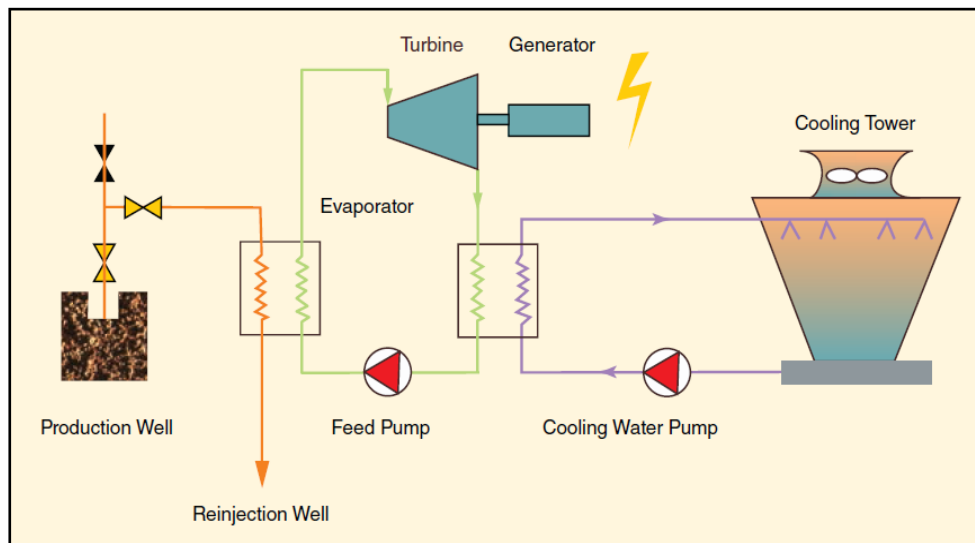 Turbine
Generator
Cooling Tower
Evaporator
Production Well
Feed Pump
Cooling Water Pump
Reinjection Well